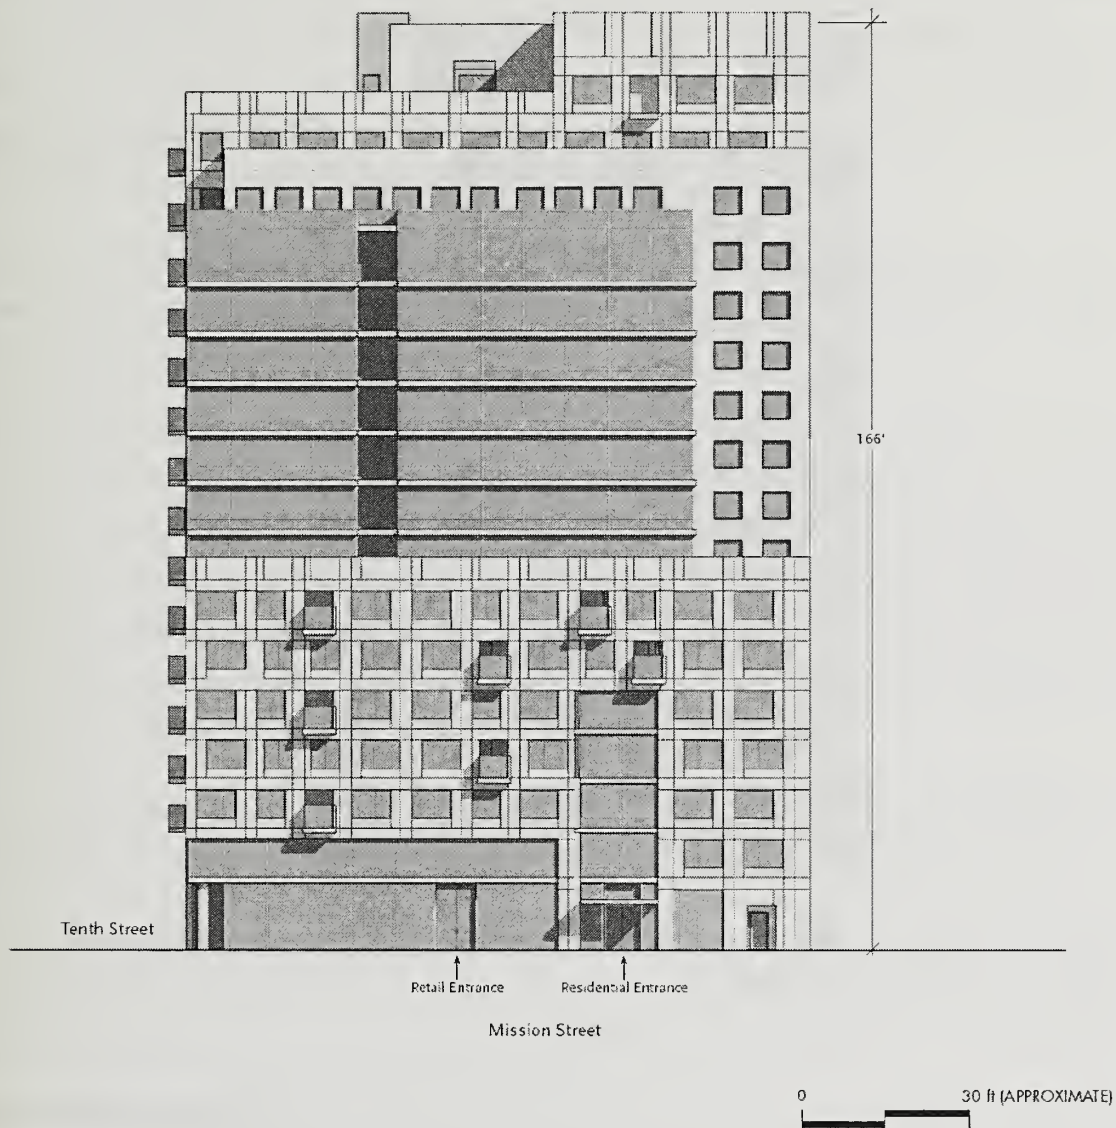 166'
Tenth Street
Retail Entrance
Residential Entrance
Mission Street
0
30 ft (APPROXIMATE)